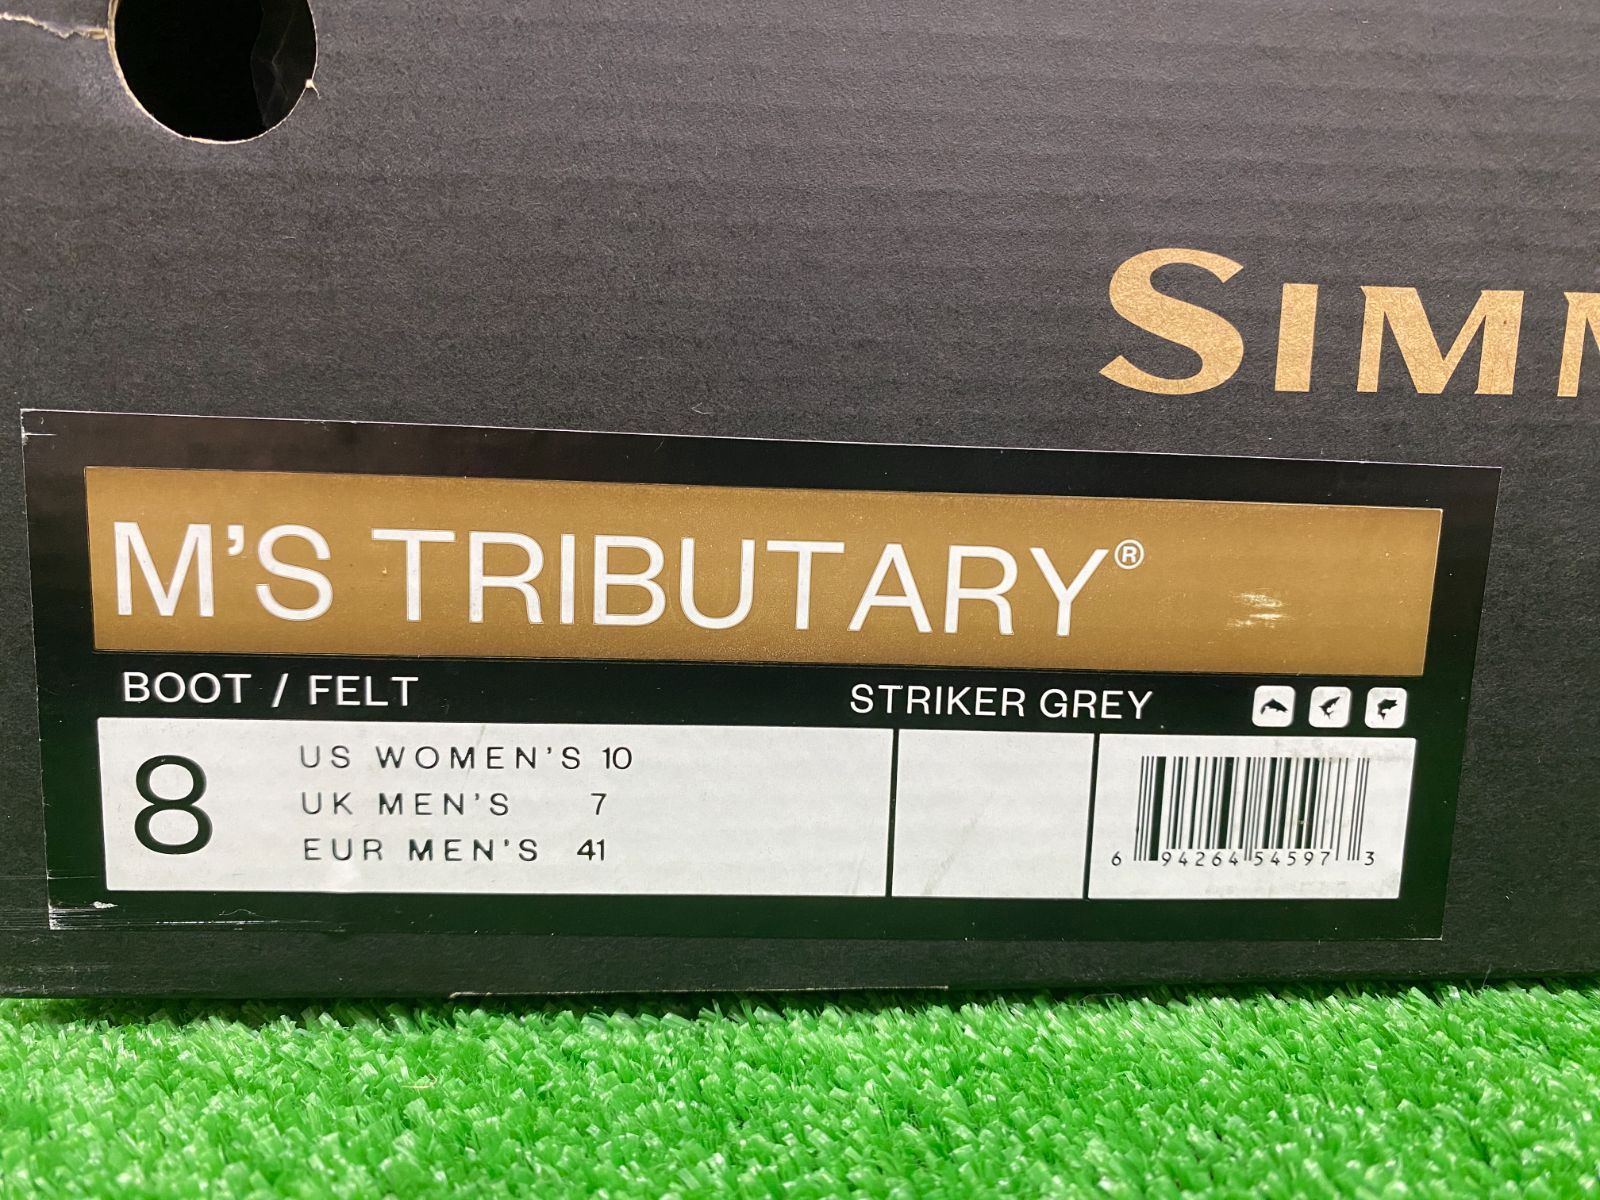 SIMM
M'S TRIBUTARY®
BOOT / FELT
STRIKER GREY
8
US WOMEN'S 10
UK MEN'S 7
EUR MEN'S 41
6 94264 54597 3